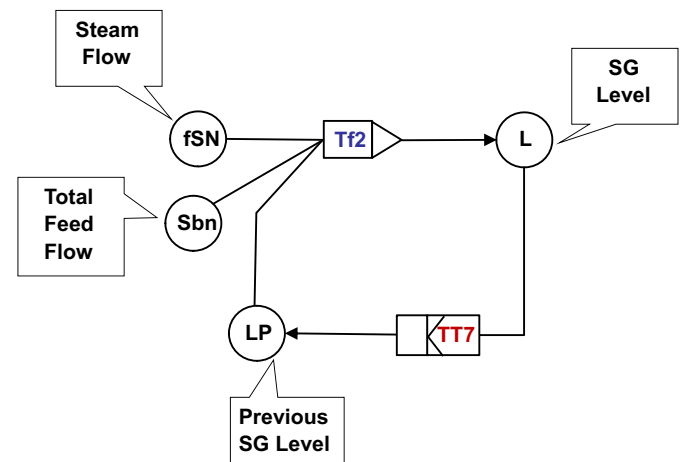 Steam
Flow
SG
Level
fSN
Tf2
L
Total
Feed
Flow
Sbn
LP
TT7
Previous
SG Level